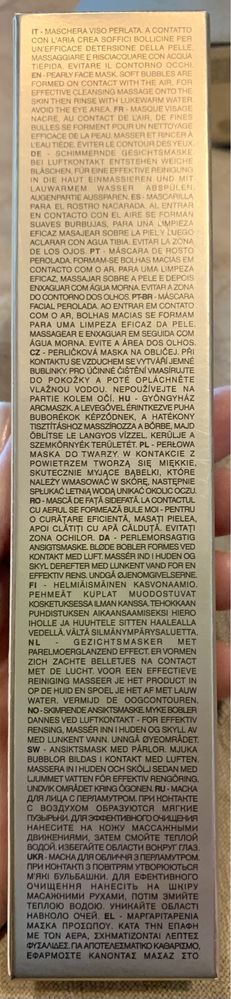 IT - MASCHERA VISO PERLATA. A CONTATTO
CON L'ARIA CREA SOFFICI BOLLICINE PER
UN'EFFICACE DETERSIONE DELLA PELLE.
MASSAGGIARE E RISCIACQUARE CON ACQUA
TIEPIDA, EVITARE IL CONTORNO OCCHI.
EN - PEARLY FACE MASK. SOFT BUBBLES ARE
FORMED ON CONTACT WITH THE AIR, FOR
EFFECTIVE CLEANSING MASSAGE ONTO THE
SKIN THEN RINSE WITH LUKEWARM WATER
AVOID THE EYE AREA. FR - MASQUE VISAGE
NACRÉ, AU CONTACT DE L'AIR, DE FINES
BULLES SE FORMENT POUR UN NETTOYAGE
EFFICACE DE LA PEAU. MASSER ET RINCER À
L'EAU TIÈDE. ÉVITER LE CONTOUR DES YEUX.
DE - SCHIMMERNDE GESICHTSMASKE
BEI LUFTKONTAKT ENTSTEHEN WEICHE
BLÄSCHEN, FÜR EINE EFFEKTIVE REINIGUNG
IN DIE HAUT EINMASSIEREN UND MIT
LAUWARMEM WASSER ABSPÜLEN,
AUGENPARTIE AUSSPAREN. ES - MASCARILLA
PARA EL ROSTRO NACARADA. AL ENTRAR
EN CONTACTO CON EL AIRE SE FORMAN
SUAVES BURBUJAS, PARA UNA LIMPIEZA
EFICAZ MASAJEAR SOBRE LA PIEL Y LUEGO
ACLARAR CON AGUA TIBIA. EVITAR LA ZONA
DE LOS OJOS. PT - MÁSCARA DE ROSTO
PEROLADA. FORMAM-SE BOLHAS MACIAS EM
CONTACTO COM O AR. PARA UMA LIMPEZA
EFICAZ, MASSAJAR SOBRE A PELE E DEPOIS
ENXAGUAR COM ÁGUA MORNA. EVITAR A ZONA
DO CONTORNO DOS OLHOS. PT-BR - MÁSCARA
FACIAL PEROLADA. AO ENTRAR EM CONTATO
COM O AR, BOLHAS MACIAS SE FORMAM
PARA UMA LIMPEZA EFICAZ DA PELE.
MASSAGEAR E ENXAGUAR EM SEGUIDA COM
ÁGUA MORNA. EVITE A ÁREA DOS OLHOS.
CZ - PERLIČKOVÁ MASKA NA OBLIČEJ. PŘI
KONTAKTU SE VZDUCHEM SE VYTVÁŘÍ JEMNÉ
BUBLINKY. PRO ÚČINNÉ ČIŠTĚNÍ VMASÍRUJTE
DO POKOŽKY A POTÉ OPLÁCHNĚTE
VLAŽNOU VODOU. NEPOUŽÍVEJTE NA
PARTIE KOLEM OČÍ. HU - GYÖNGYHÁZ
ARCMASZK. A LEVEGŐVEL ÉRINTKEZVE PUHA
BUBORÉKOK KÉPZŐDNEK, A HATÉKONY
TISZTÍTÁSHOZ MASSZÍROZZA A BŐRBE, MAJD
ÖBLÍTSE LE LANGYOS VÍZZEL. KERÜLJE A
SZEMKÖRNYÉK TERÜLETÉT. PL - PERŁOWA
MASKA DO TWARZY. W KONTAKCIE Z
POWIETRZEM TWORZĄ SIĘ MIĘKKIE,
SKUTECZNIE MYJĄCE BĄBELKI, KTÓRE
NALEŻY WMASOWAĆ W SKÓRĘ, NASTĘPNIE
SPŁUKAĆ LETNIĄ WODĄ UNIKAĆ OKOLIC OCZU.
RO - MASCĂ DE FAȚĂ SIDEFATĂ. LA CONTACTUL
CU AERUL SE FORMEAZĂ BULE MOI - PENTRU
O CURĂȚARE EFICIENTĂ, MASAȚI PIELEA,
APOI CLĂTIȚI CU APĂ CĂLDUȚĂ. EVITAȚI
ZONA OCHILOR. DA - PERLEMORSAGTIG
ANSIGTSMASKE. BLØDE BOBLER FORMES VED
KONTAKT MED LUFT. MASSÉR IND I HUDEN OG
SKYL DEREFTER MED LUNKENT VAND FOR EN
EFFEKTIV RENS. UNDGÅ ØJENOMGIVELSERNE.
FI - HELMIÄISMÄINEN KASVONAAMIO.
PEHMEÄT KUPLAT MUODOSTUVAT
KOSKETUKSESSA ILMAN KANSSA. TEHOKKAAN
PUHDISTUKSEN AIKAANSAAMISEKSI HIERO
IHOLLE JA HUUHTELE SITTEN HAALEALLA
VEDELLÄ. VÄLTÄ SILMÄNYMPÄRYSALUETTA.
NL - GEZICHTSMASKER MET
PARELMOERGLANZEND EFFECT. ER VORMEN
ZICH ZACHTE BELLETJES NA CONTACT
MET DE LUCHT. VOOR EEN EFFECTIEVE
REINIGING MASSEER JE HET PRODUCT IN
OP DE HUID EN SPOEL JE HET AF MET LAUW
WATER. VERMIJD DE OOGCONTOUREN.
NO - SKIMRENDE ANSIKTSMASKE. MYKE BOBLER
DANNES VED LUFTKONTAKT - FOR EFFEKTIV
RENSING, MASSÉR INN I HUDEN OG SKYLL AV
MED LUNKENT VANN. UNNGÅ ØYEOMRÅDET.
SW - ANSIKTSMASK MED PÄRLOR. MJUKA
BUBBLOR BILDAS I KONTAKT MED LUFTEN.
MASSERA IN I HUDEN OCH SKÖLJ SEDAN MED
LJUMMET VATTEN FÖR EFFEKTIV RENGÖRING,
UNDVIK OMRÅDET KRING ÖGONEN. RU - МАСКА
ДЛЯ ЛИЦА С ПЕРЛАМУТРОМ. ПРИ КОНТАКТЕ
С ВОЗДУХОМ ОБРАЗУЮТСЯ МЯГКИЕ
ПУЗЫРЬКИ. ДЛЯ ЭФФЕКТИВНОГО ОЧИЩЕНИЯ
НАНЕСИТЕ НА КОЖУ МАССАЖНЫМИ
ДВИЖЕНИЯМИ, ЗАТЕМ СМОЙТЕ ТЕПЛОЙ
ВОДОЙ. ИЗБЕГАЙТЕ ОБЛАСТИ ВОКРУГ ГЛАЗ.
UKR - МАСКА ДЛЯ ОБЛИЧЧЯ З ПЕРЛАМУТРОМ.
ПРИ КОНТАКТІ З ПОВІТРЯМ УТВОРЮЮТЬСЯ
М'ЯКІ БУЛЬБАШКИ. ДЛЯ ЕФЕКТИВНОГО
ОЧИЩЕННЯ НАНЕСІТЬ НА ШКІРУ
МАСАЖНИМИ РУХАМИ, ПОТІМ ЗМИЙТЕ
ТЕПЛОЮ ВОДОЮ. УНИКАЙТЕ ОБЛАСТІ
НАВКОЛО ОЧЕЙ. EL - ΜΑΡΓΑΡΙΤΑΡΕΝΙΑ
ΜΑΣΚΑ ΠΡΟΣΩΠΟΥ. ΚΑΤΑ ΤΗΝ ΕΠΑΦΗ
ΜΕ ΤΟΝ ΑΕΡΑ, ΣΧΗΜΑΤΙΖΟΝΤΑΙ ΛΕΠΤΕΣ
ΦΥΣΑΛΙΔΕΣ. ΓΙΑ ΑΠΟΤΕΛΕΣΜΑΤΙΚΟ ΚΑΘΑΡΙΣΜΟ,
ΕΦΑΡΜΟΣΤΕ ΚΑΝΟΝΤΑΣ ΜΑΣΑΖ ΣΤΟ